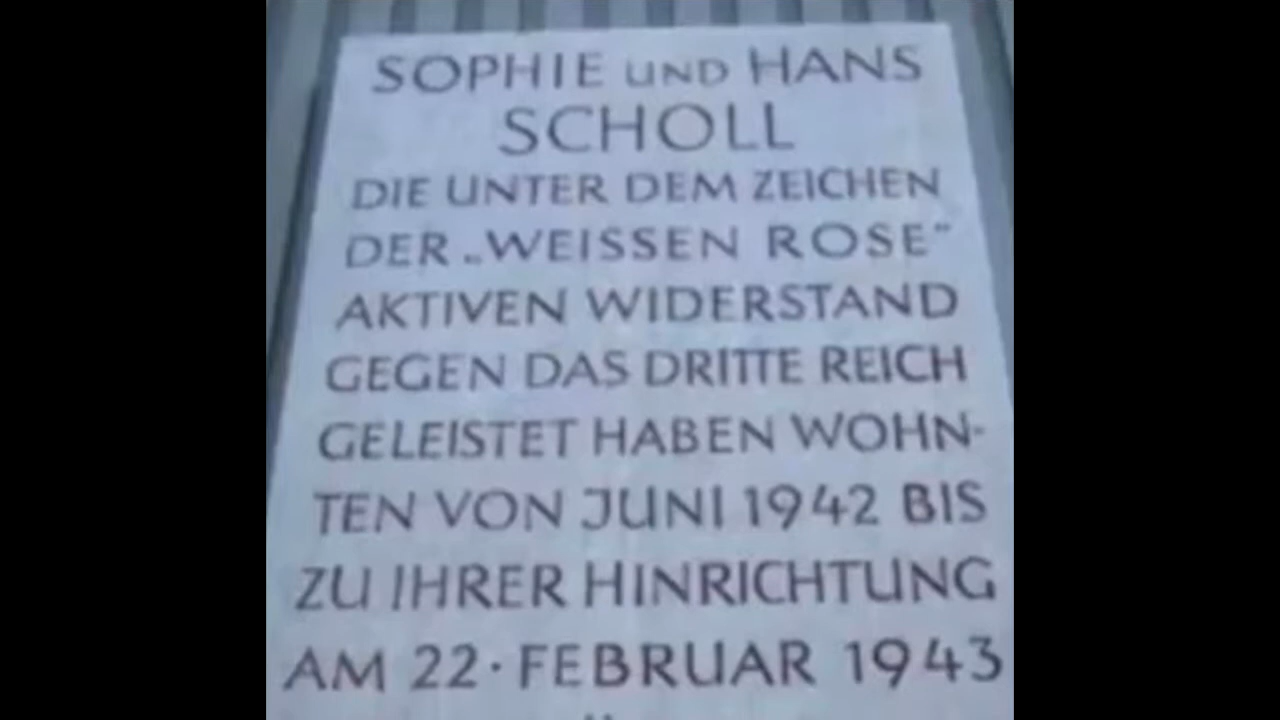 SOPHIE UND HANS
SCHOLL
DIE UNTER DEM ZEICHEN
DER „WEISSEN ROSE"
AKTIVEN WIDERSTAND
GEGEN DAS DRITTE REICH
GELEISTET HABEN WOHN-
TEN VON JUNI 1942 BIS
ZU IHRER HINRICHTUNG
AM 22·FEBRUAR 1943